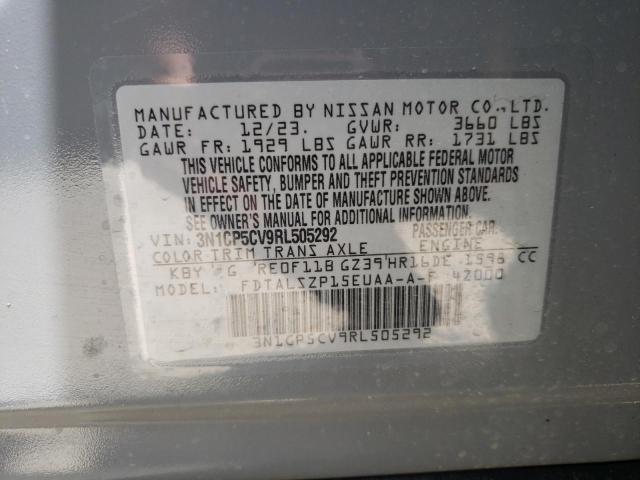 MANUFACTURED BY NISSAN MOTOR CO., LTD.
DATE: 12/23. GVWR: 3660 LBS
GAWR FR: 1929 LBS GAWR RR: 1731 LBS
THIS VEHICLE CONFORMS TO ALL APPLICABLE FEDERAL MOTOR
VEHICLE SAFETY, BUMPER AND THEFT PREVENTION STANDARDS
IN EFFECT ON THE DATE OF MANUFACTURE SHOWN ABOVE.
SEE OWNER'S MANUAL FOR ADDITIONAL INFORMATION
VIN: 3N1CP5CV9RL505292 PASSENGER CAR
COLOR TRIM TRANS AXLE ENGINE
KBY G RE0F11B GZ39 HR16DE 1598 CC
FDTALSZP15EUAA-A-F 42000
3N1CP5CV9RL505292